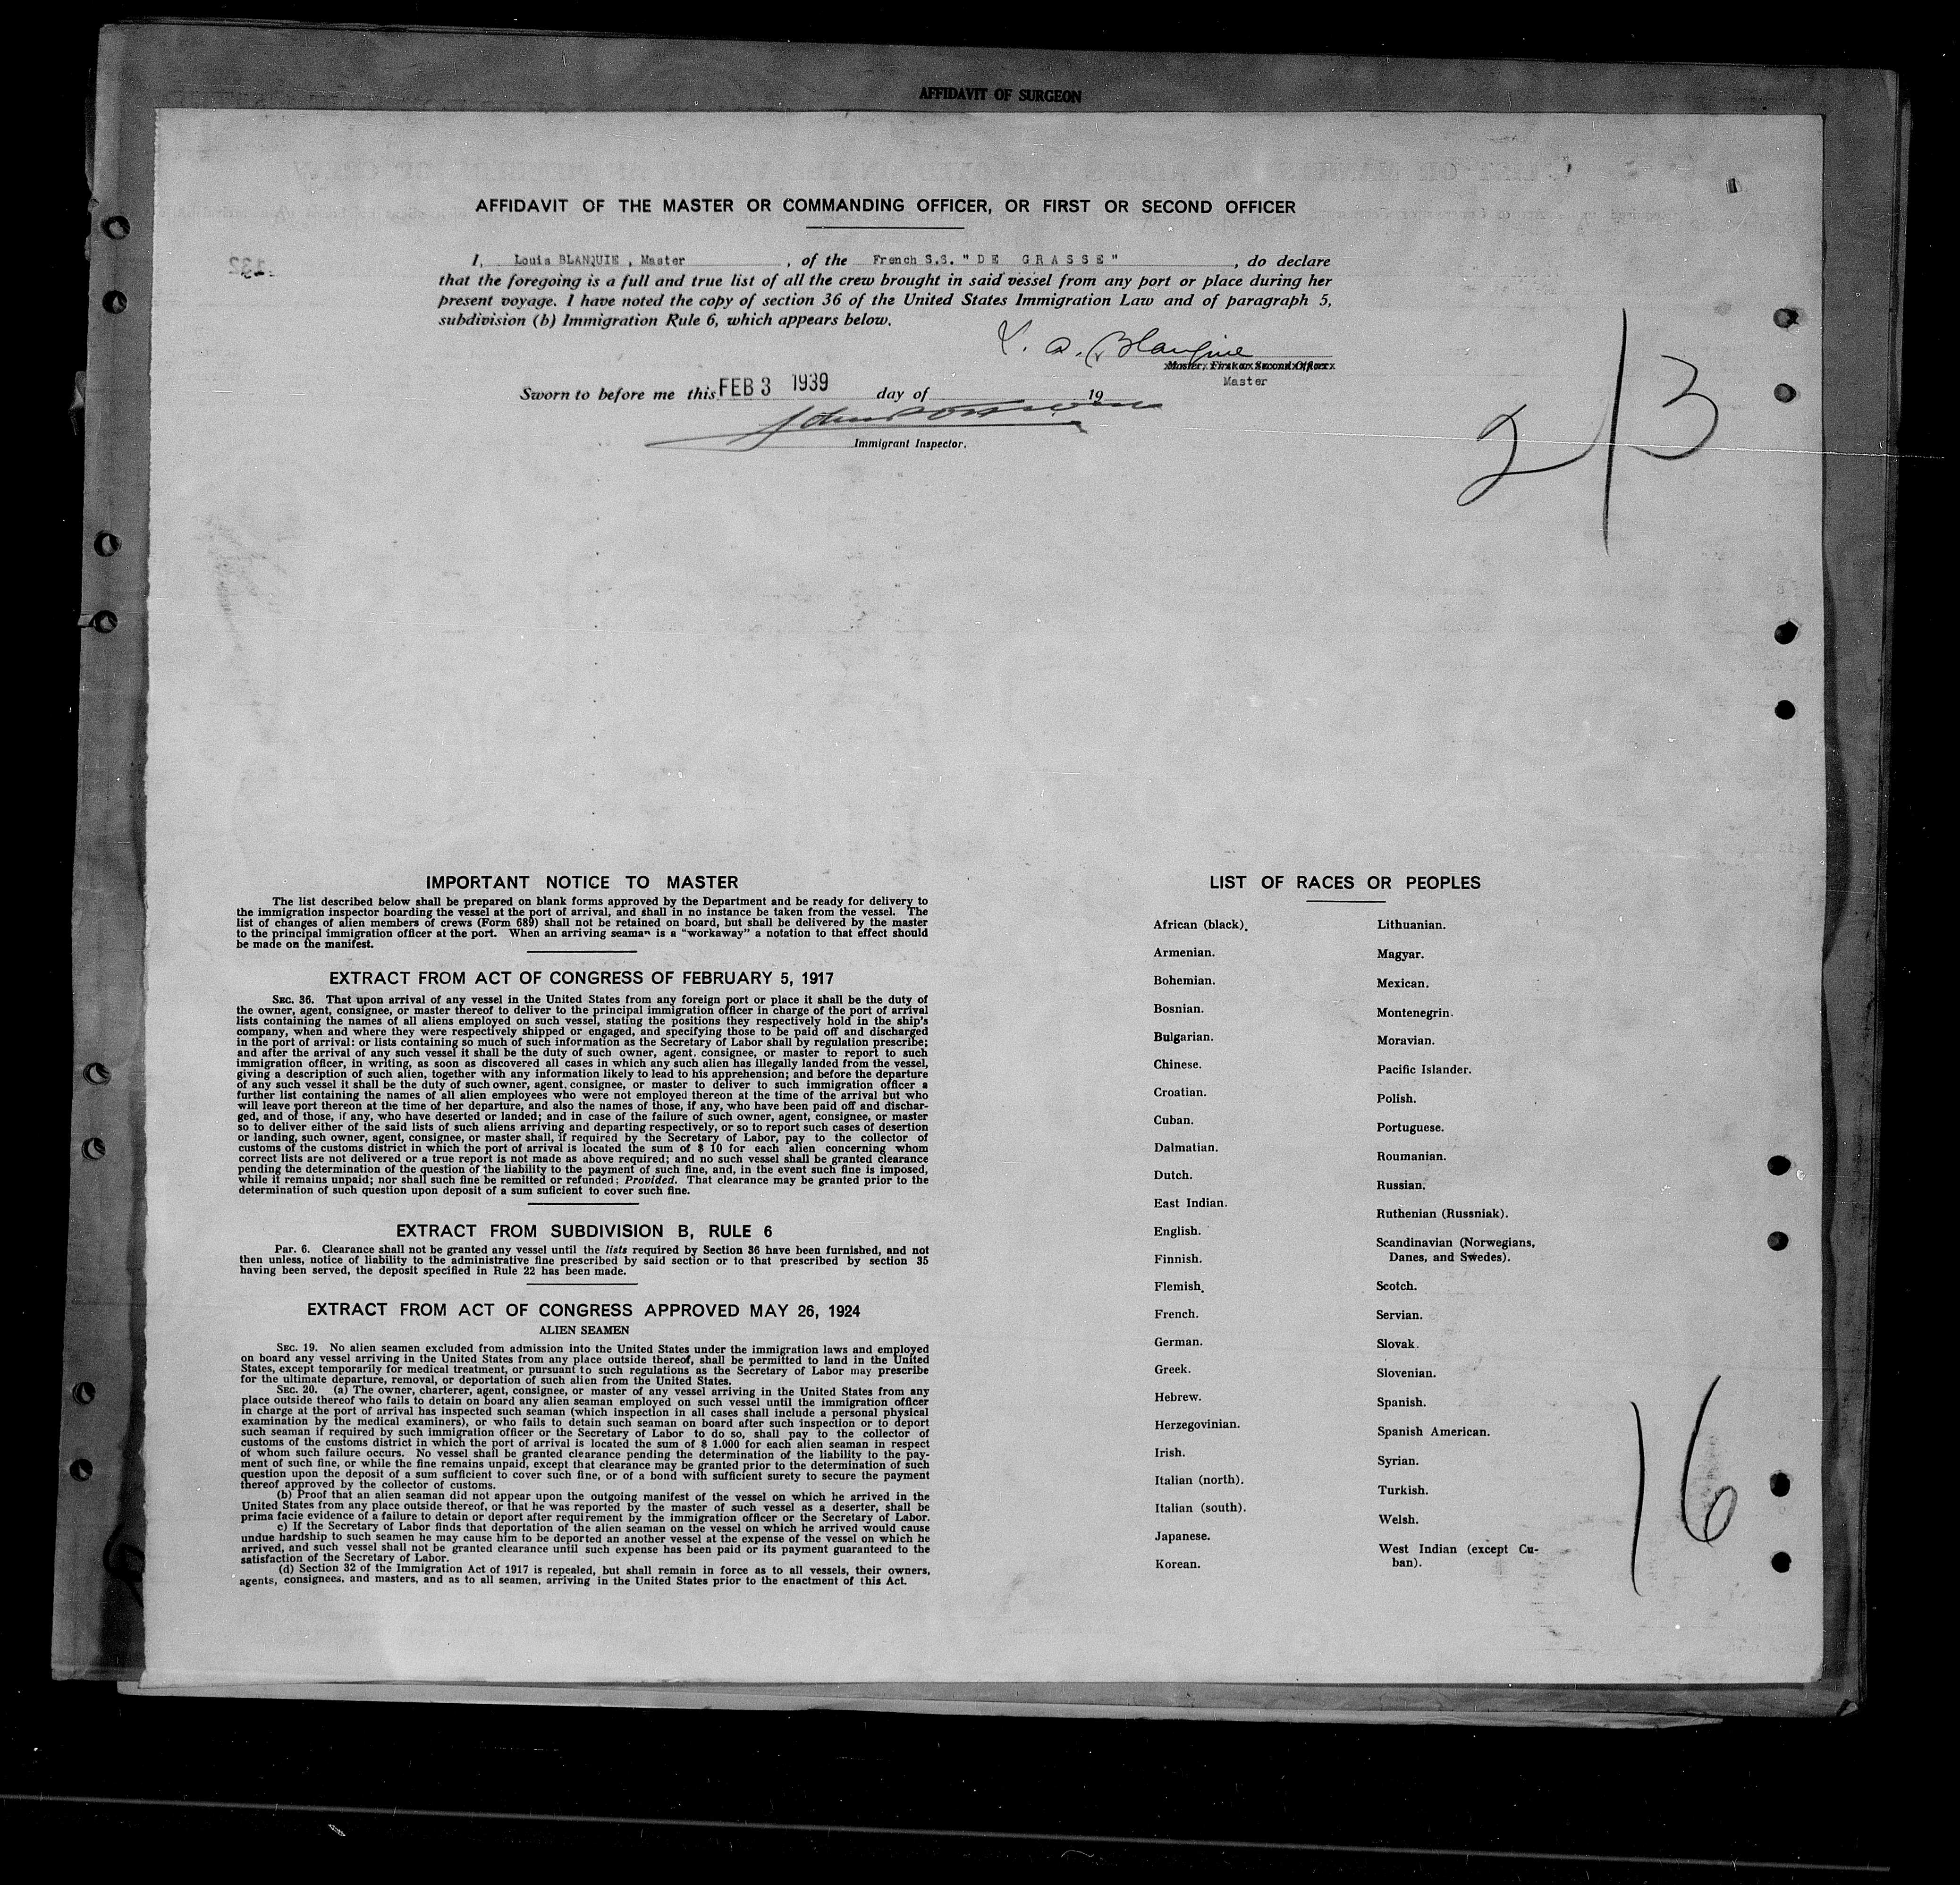 AFFIDAVIT OF SURGEON
AFFIDAVIT OF THE MASTER OR COMMANDING OFFICER, OR FIRST OR SECOND OFFICER
I, Louis BLANQUIE , Master , of the French S.S. "DE GRASSE" , do declare
that the foregoing is a full and true list of all the crew brought in said vessel from any port or place during her
present voyage. I have noted the copy of section 36 of the United States Immigration Law and of paragraph 5,
subdivision (b) Immigration Rule 6, which appears below.
Blanquie
Master, First or Second Officer
Master
Sworn to before me this FEB 3 1939 day of 19
Immigrant Inspector.
2/3
132
IMPORTANT NOTICE TO MASTER
The list described below shall be prepared on blank forms approved by the Department and be ready for delivery to
the immigration inspector boarding the vessel at the port of arrival, and shall in no instance be taken from the vessel. The
list of changes of alien members of crews (Form 689) shall not be retained on board, but shall be delivered by the master
to the principal immigration officer at the port. When an arriving seaman is a "workaway" a notation to that effect should
be made on the manifest.
EXTRACT FROM ACT OF CONGRESS OF FEBRUARY 5, 1917
SEC. 36. That upon arrival of any vessel in the United States from any foreign port or place it shall be the duty of
the owner, agent, consignee, or master thereof to deliver to the principal immigration officer in charge of the port of arrival
lists containing the names of all aliens employed on such vessel, stating the positions they respectively hold in the ship's
company, when and where they were respectively shipped or engaged, and specifying those to be paid off and discharged
in the port of arrival: or lists containing so much of such information as the Secretary of Labor shall by regulation prescribe;
and after the arrival of any such vessel it shall be the duty of such owner, agent, consignee, or master to report to such
immigration officer, in writing, as soon as discovered all cases in which any such alien has illegally landed from the vessel,
giving a description of such alien, together with any information likely to lead to his apprehension; and before the departure
of any such vessel it shall be the duty of such owner, agent, consignee, or master to deliver to such immigration officer a
further list containing the names of all alien employees who were not employed thereon at the time of the arrival but who
will leave port thereon at the time of her departure, and also the names of those, if any, who have been paid off and dischar-
ged, and of those, if any, who have deserted or landed; and in case of the failure of such owner, agent, consignee, or master
so to deliver either of the said lists of such aliens arriving and departing respectively, or so to report such cases of desertion
or landing, such owner, agent, consignee, or master shall, if required by the Secretary of Labor, pay to the collector of
customs of the customs district in which the port of arrival is located the sum of $ 10 for each alien concerning whom
correct lists are not delivered or a true report is not made as above required; and no such vessel shall be granted clearance
pending the determination of the question of the liability to the payment of such fine, and, in the event such fine is imposed,
while it remains unpaid; nor shall such fine be remitted or refunded; Provided. That clearance may be granted prior to the
determination of such question upon deposit of a sum suficient to cover such fine.
EXTRACT FROM SUBDIVISION B, RULE 6
Par. 6. Clearance shall not be granted any vessel until the lists required by Section 36 have been furnished, and not
then unless, notice of liability to the administrative fine prescribed by said section or to that prescribed by section 35
having been served, the deposit specified in Rule 22 has been made.
EXTRACT FROM ACT OF CONGRESS APPROVED MAY 26, 1924
ALIEN SEAMEN
SEC. 19. No alien seamen excluded from admission into the United States under the immigration laws and employed
on board any vessel arriving in the United States from any place outside thereof, shall be permitted to land in the United
States, except temporarily for medical treatment, or pursuant to such regulations as the Secretary of Labor may prescribe
for the ultimate departure, removal, or deportation of such alien from the United States.
SEC. 20. (a) The owner, charterer, agent, consignee, or master of any vessel arriving in the United States from any
place outside thereof who fails to detain on board any alien seaman employed on such vessel until the immigration officer
in charge at the port of arrival has inspected such seaman (which inspection in all cases shall include a personal physical
examination by the medical examiners), or who fails to detain such seaman on board after such inspection or to deport
such seaman if required by such immigration officer or the Secretary of Labor to do so, shall pay to the collector of
customs of the customs district in which the port of arrival is located the sum of $ 1.000 for each alien seaman in respect
of whom such failure occurs. No vessel shall be granted clearance pending the determination of the liability to the pay-
ment of such fine, or while the fine remains unpaid, except that clearance may be granted prior to the determination of such
question upon the deposit of a sum sufficient to cover such fine, or of a bond with sufficient surety to secure the payment
thereof approved by the collector of customs.
(b) Proof that an alien seaman did not appear upon the outgoing manifest of the vessel on which he arrived in the
United States from any place outside thereof, or that he was reported by the master of such vessel as a deserter, shall be
prima facie evidence of a failure to detain or deport after requirement by the immigration officer or the Secretary of Labor.
c) If the Secretary of Labor finds that deportation of the alien seaman on the vessel on which he arrived would cause
undue hardship to such seamen he may cause him to be deported an another vessel at the expense of the vessel on which he
arrived, and such vessel shall not be granted clearance until such expense has been paid or its payment guaranteed to the
satisfaction of the Secretary of Labor.
(d) Section 32 of the Immigration Act of 1917 is repealed, but shall remain in force as to all vessels, their owners,
agents, consignees, and masters, and as to all seamen, arriving in the United States prior to the enactment of this Act.
LIST OF RACES OR PEOPLES
African (black).
Armenian.
Bohemian.
Bosnian.
Bulgarian.
Chinese.
Croatian.
Cuban.
Dalmatian.
Dutch.
East Indian.
English.
Finnish.
Flemish.
French.
German.
Greek.
Hebrew.
Herzegovinian.
Irish.
Italian (north).
Italian (south).
Japanese.
Korean.
Lithuanian.
Magyar.
Mexican.
Montenegrin.
Moravian.
Pacific Islander.
Polish.
Portuguese.
Roumanian.
Russian.
Ruthenian (Russniak).
Scandinavian (Norwegians,
Danes, and Swedes).
Scotch.
Servian.
Slovak.
Slovenian.
Spanish.
Spanish American.
Syrian.
Turkish.
Welsh.
West Indian (except Cu-
ban).
16